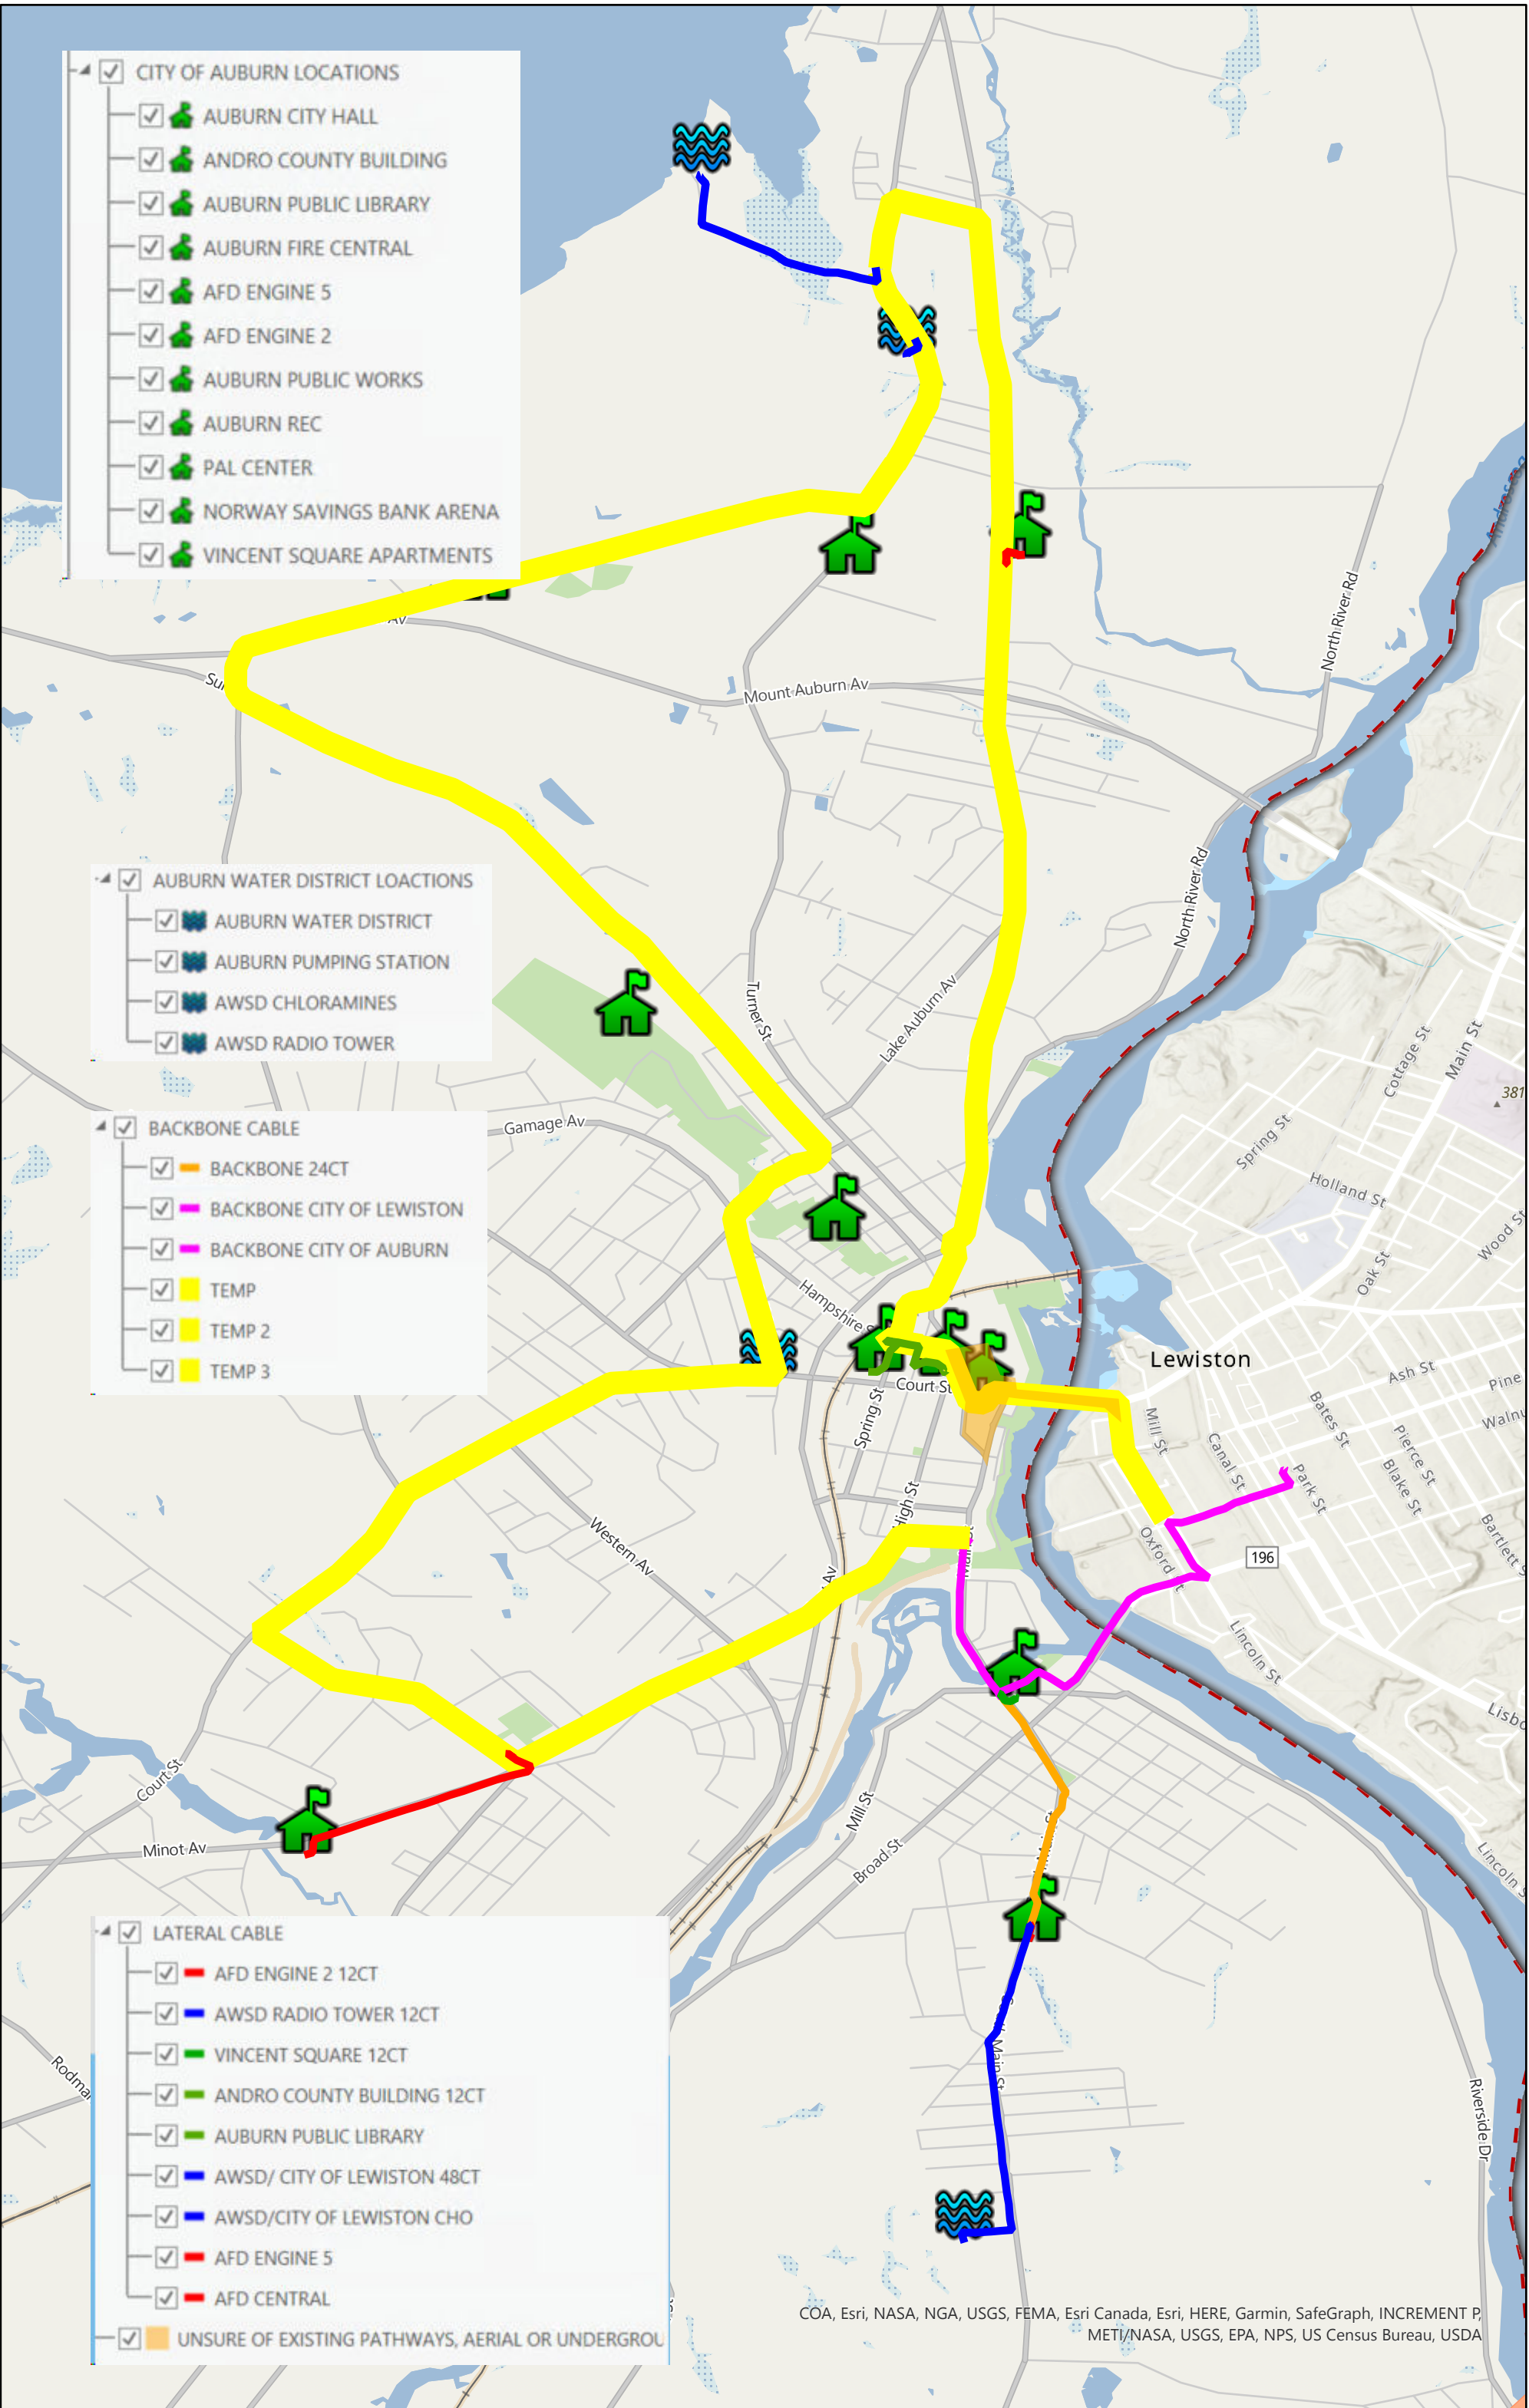 CITY OF AUBURN LOCATIONS
AUBURN CITY HALL
ANDRO COUNTY BUILDING
AUBURN PUBLIC LIBRARY
AUBURN FIRE CENTRAL
AFD ENGINE 5
AFD ENGINE 2
AUBURN PUBLIC WORKS
AUBURN REC
PAL CENTER
NORWAY SAVINGS BANK ARENA
VINCENT SQUARE APARTMENTS
Av
North River Rd
Mount Auburn Av
AUBURN WATER DISTRICT LOACTIONS
AUBURN WATER DISTRICT
AUBURN PUMPING STATION
AWSD CHLORAMINES
AWSD RADIO TOWER
North River Rd
Turner St
Lake Auburn Av
Cottage St
Main St
381
Gamage Av
Spring St
Holland St
Wood St
Oak St
BACKBONE CABLE
BACKBONE 24CT
BACKBONE CITY OF LEWISTON
BACKBONE CITY OF AUBURN
TEMP
TEMP 2
TEMP 3
Hampshire S
Lewiston
Court St
Ash St
Pine
Spring St
Mill St
Bates St
Walnu
Canal St
Pierce St
Blake St
Park St
High St
Western Av
Bartlett S
Oxford St
196
Av
Lincoln St
Lisbo
Court St
Minot Av
Mill St
Broad St
Lincoln S
LATERAL CABLE
AFD ENGINE 2 12CT
AWSD RADIO TOWER 12CT
VINCENT SQUARE 12CT
ANDRO COUNTY BUILDING 12CT
AUBURN PUBLIC LIBRARY
AWSD/ CITY OF LEWISTON 48CT
AWSD/CITY OF LEWISTON CHO
AFD ENGINE 5
AFD CENTRAL
UNSURE OF EXISTING PATHWAYS, AERIAL OR UNDERGROU
Rodma
Main St
Riverside Dr
COA, Esri, NASA, NGA, USGS, FEMA, Esri Canada, Esri, HERE, Garmin, SafeGraph, INCREMENT P,
METI/NASA, USGS, EPA, NPS, US Census Bureau, USDA